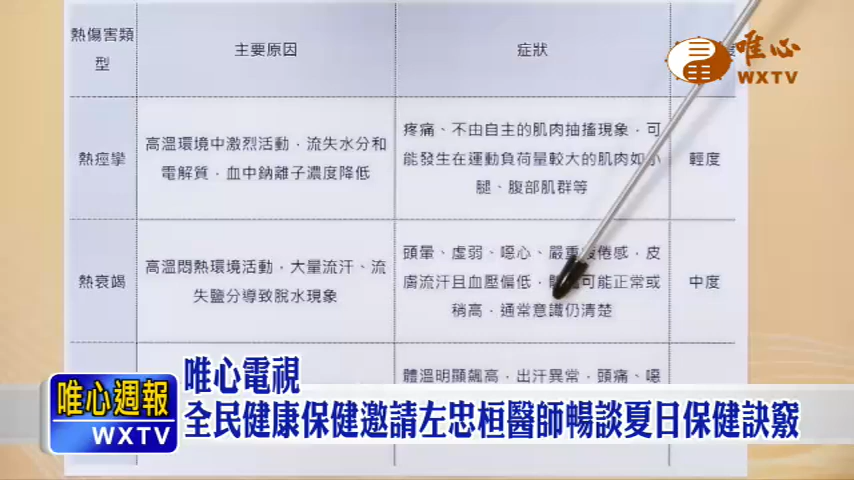 熱傷害類
型
主要原因
症狀
唯心
WXTV
熱痙攣
高溫環境中激烈活動，流失水分和
電解質，血中鈉離子濃度降低
疼痛、不由自主的肌肉抽搐現象，可
能發生在運動負荷量較大的肌肉如小
腿、腹部肌群等
輕度
熱衰竭
高溫悶熱環境活動，大量流汗、流
失鹽分導致脫水現象
頭暈、虛弱、噁心、嚴重疲倦感，皮
膚流汗且血壓偏低，可能正常或
稍高，通常意識仍清楚
中度
體溫明顯飆高，出汗異常，頭痛、噁
唯心週報
WXTV
唯心電視
全民健康保健邀請左忠桓醫師暢談夏日保健訣竅